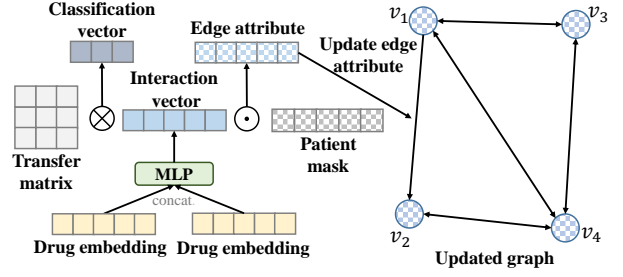 Classification
vector
Edge attribute
Update edge
attribute
Interaction
vector
Transfer
matrix
MLP
concat.
Patient
mask
Drug embedding
Drug embedding
v1
v3
v2
v4
Updated graph